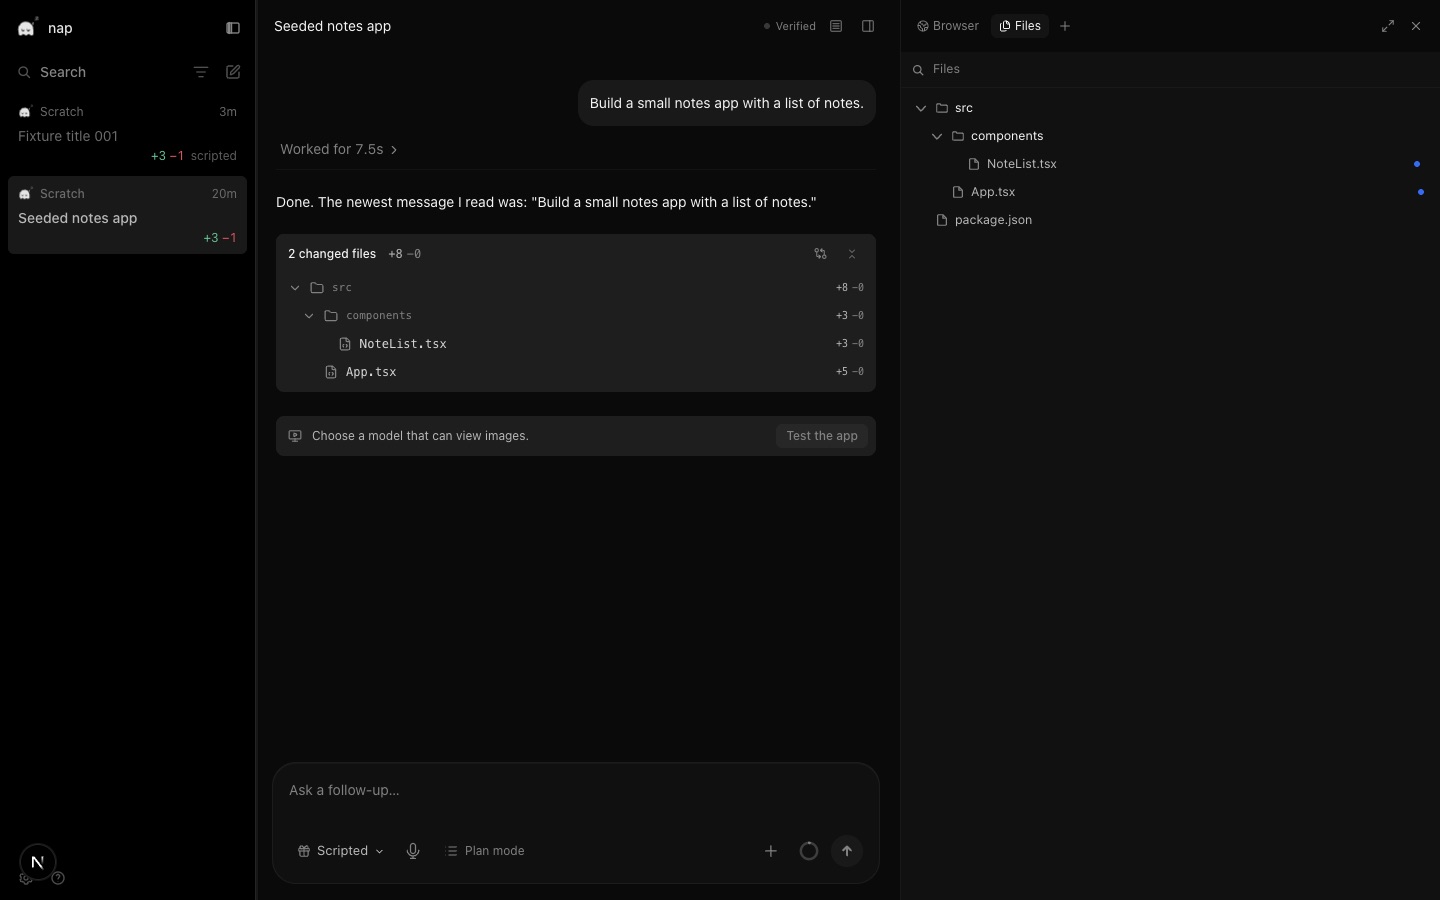 nap
Search
Scratch 3m
Fixture title 001
+3 −1 scripted
Scratch 20m
Seeded notes app
+3 −1
N
Seeded notes app
Verified
Build a small notes app with a list of notes.
Worked for 7.5s
Done. The newest message I read was: "Build a small notes app with a list of notes."
2 changed files +8 −0
src +8 −0
components +3 −0
NoteList.tsx +3 −0
App.tsx +5 −0
Choose a model that can view images. Test the app
Ask a follow-up...
Scripted Plan mode
Browser Files
Files
src
components
NoteList.tsx
App.tsx
package.json